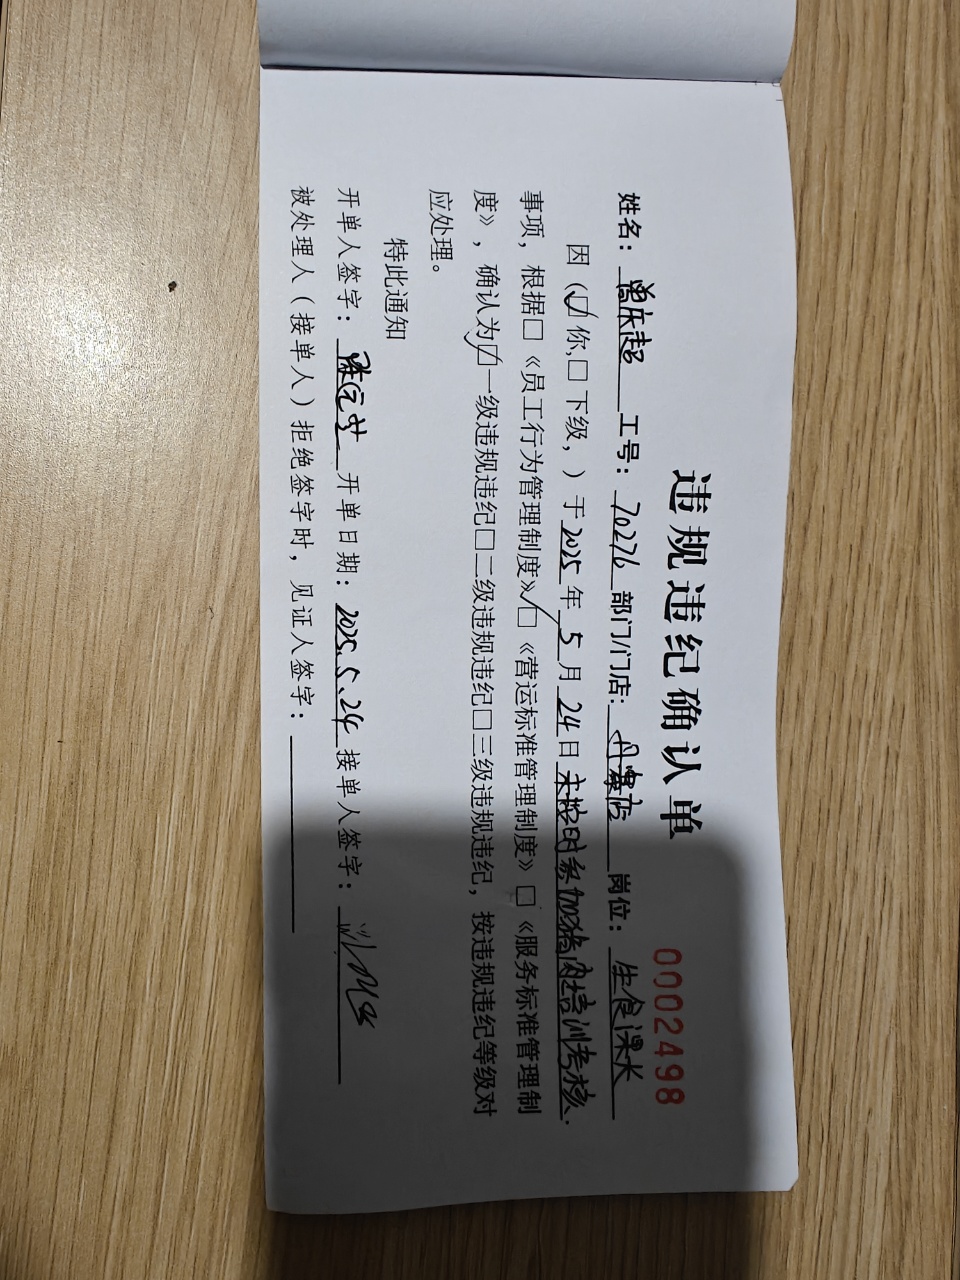 违规违纪确认单
0002498
姓名：曾庆超 工号：70276 部门/门店：丹霞店 岗位：生食课长
因（☑你,☐下级，）于2025年5月24日未按时参加猪肉培训考核.
事项，根据☐《员工行为管理制度》☑《营运标准管理制度》☐《服务标准管理制
度》，确认为☑一级违规违纪☐二级违规违纪☐三级违规违纪，按违规违纪等级对
应处理。
特此通知
开单人签字： 开单日期：2025.5.24 接单人签字：
被处理人（接单人）拒绝签字时，见证人签字：